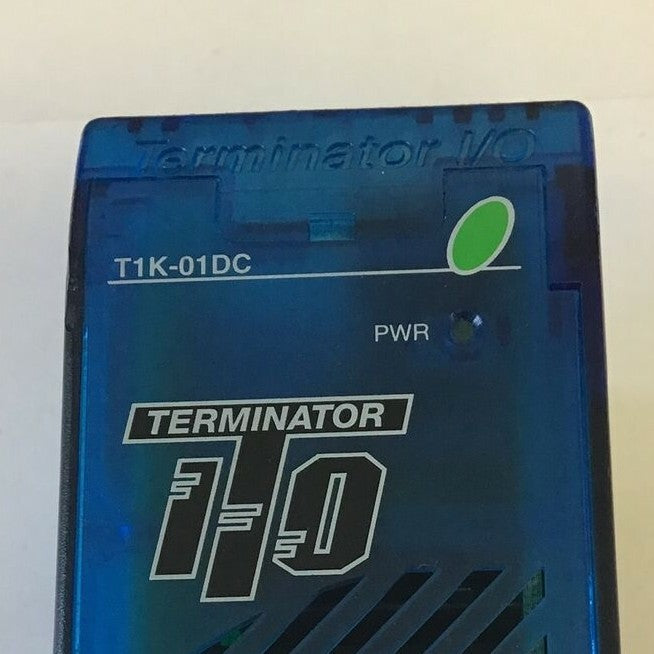 Terminator I/O
T1K-01DC
PWR
TERMINATOR
I/O